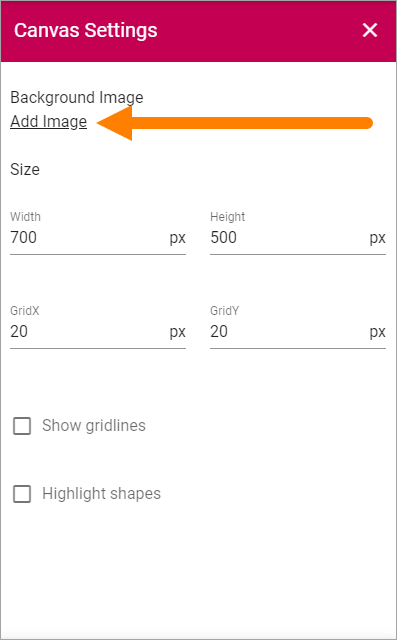 Canvas Settings
Background Image
Add Image
Size
Width Height
700 px 500 px
GridX GridY
20 px 20 px
Show gridlines
Highlight shapes